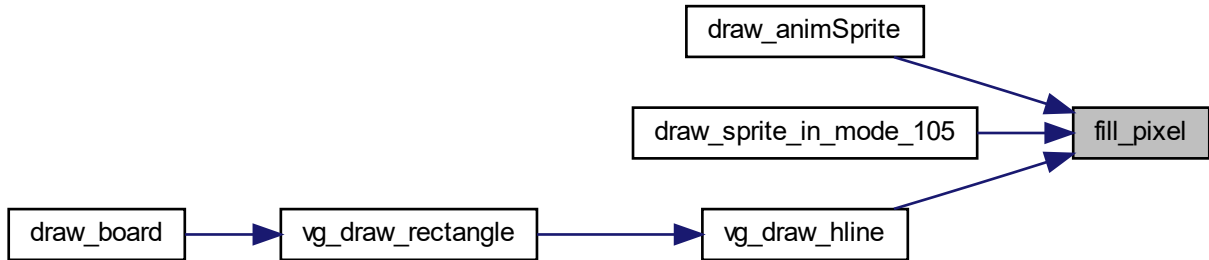 draw_animSprite
draw_sprite_in_mode_105
fill_pixel
draw_board
vg_draw_rectangle
vg_draw_hline